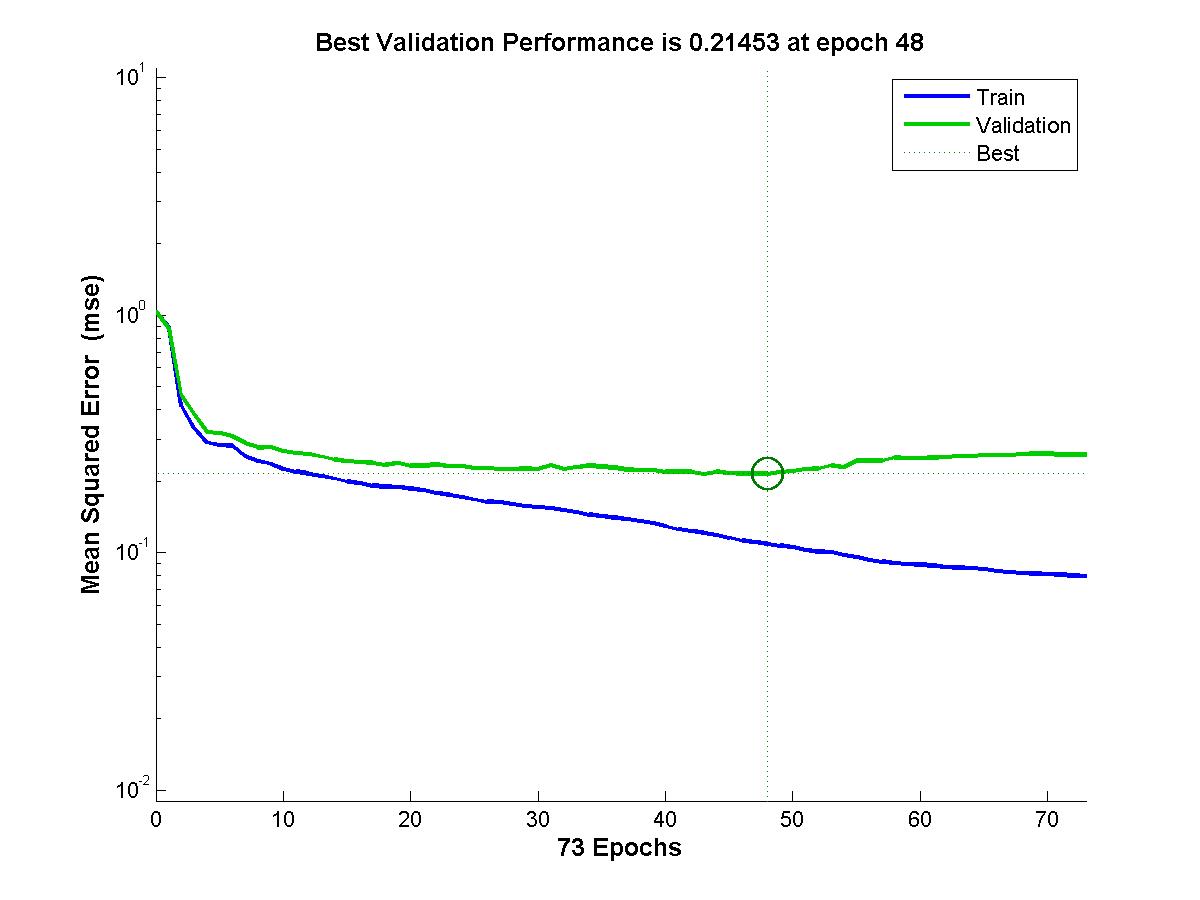 Best Validation Performance is 0.21453 at epoch 48
10^1
10^0
10^-1
10^-2
Mean Squared Error (mse)
Train
Validation
Best
0 10 20 30 40 50 60 70
73 Epochs